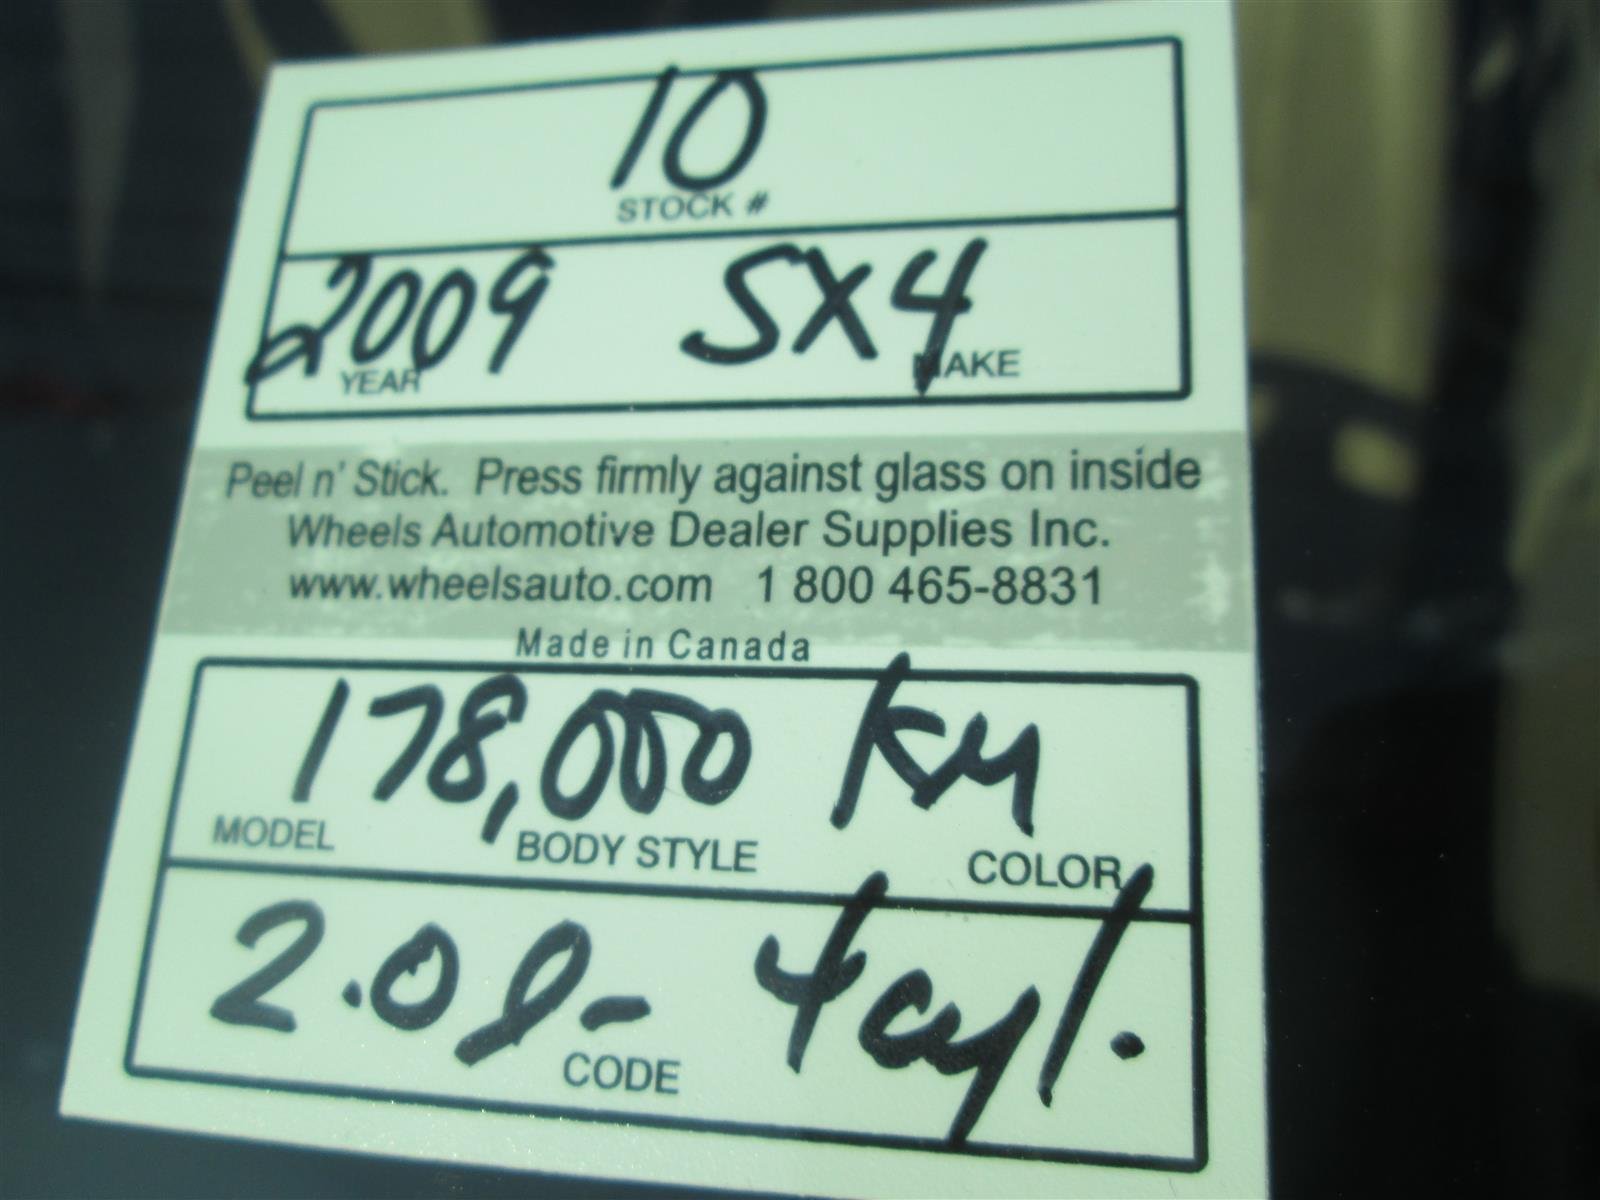 10
STOCK #
2009 SX4
YEAR MAKE
Peel n' Stick. Press firmly against glass on inside
Wheels Automotive Dealer Supplies Inc.
www.wheelsauto.com 1 800 465-8831
Made in Canada
178,000 KM
MODEL BODY STYLE COLOR
2.0l- 4cyl.
CODE